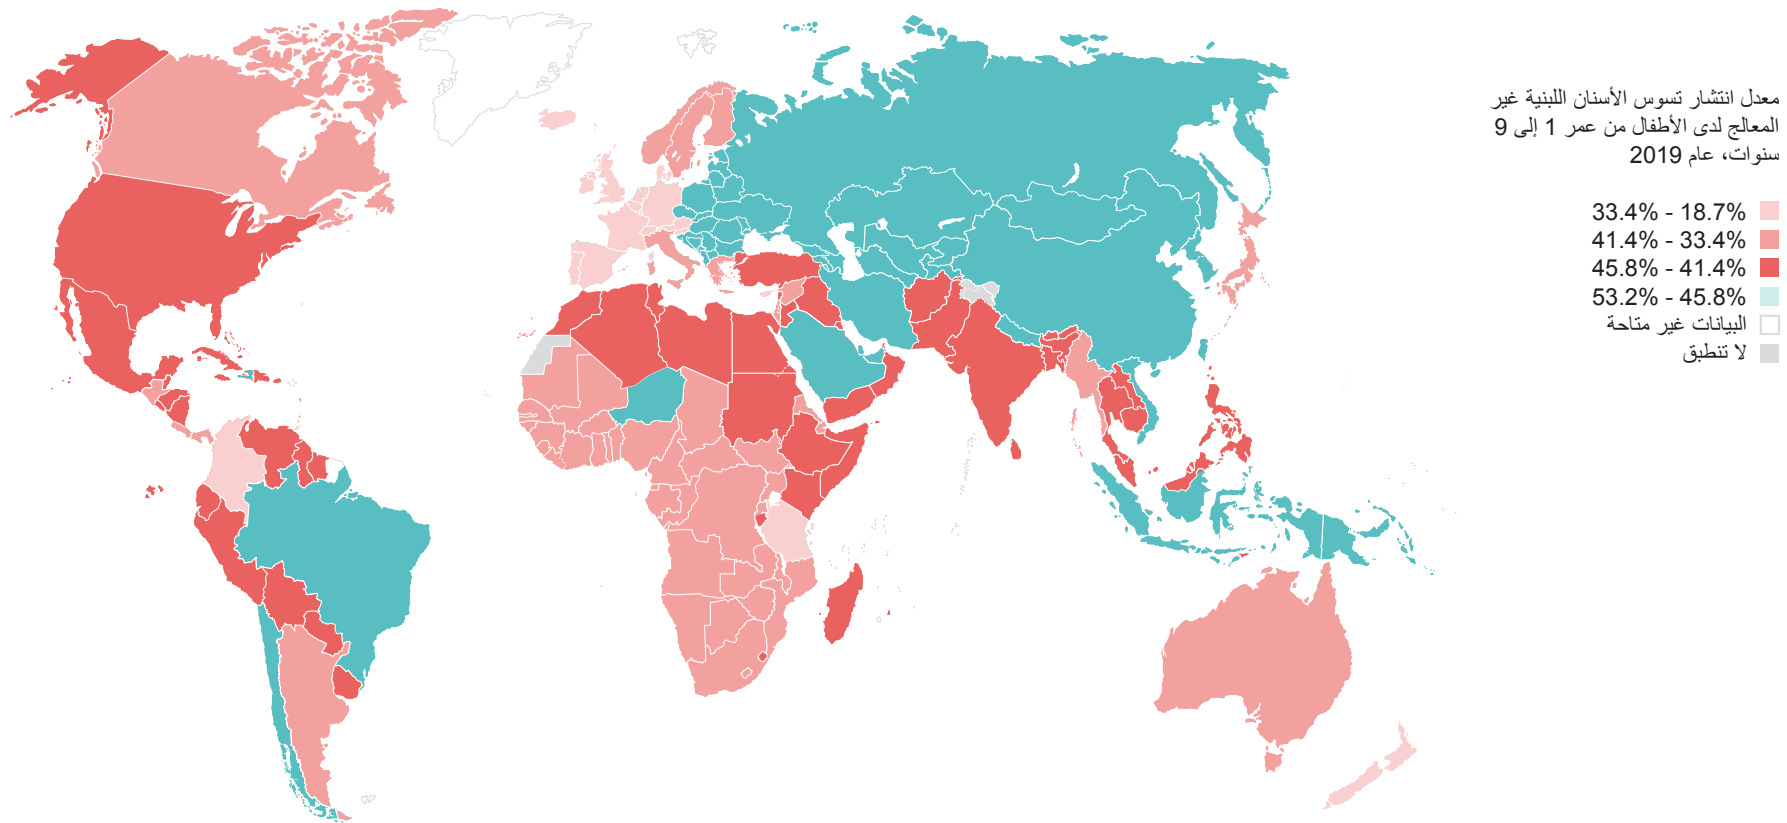 معدل انتشار تسوس الأسنان اللبنية غير
المعالج لدى الأطفال من عمر 1 إلى 9
سنوات، عام 2019
33.4% - 18.7%
41.4% - 33.4%
45.8% - 41.4%
53.2% - 45.8%
البيانات غير متاحة
لا تنطبق